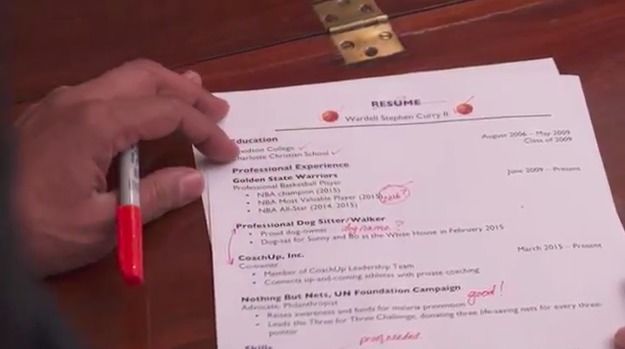 RESUME
Wardell Stephen Curry II
Education
August 2006 – May 2009
Davidson College ✓
Class of 2009
Charlotte Christian School ✓
Professional Experience
Golden State Warriors
June 2009 – Present
Professional Basketball Player
• NBA champion (2015)
• NBA Most Valuable Player (2015)
• NBA All-Star (2014, 2015)
Professional Dog Sitter/Walker
• Proud dog-owner dog name?
• Dog-sat for Sunny and Bo at the White House in February 2015
CoachUp, Inc.
March 2015 – Present
• Member of CoachUp Leadership Team
• Connects up-and-coming athletes with private coaching
Nothing But Nets, UN Foundation Campaign good!
Advocate, Philanthropist
• Raises awareness and funds for malaria prevention
• Leads the Three for Three Challenge, donating three life-saving nets for every three-
pointer
Skills
proof needed